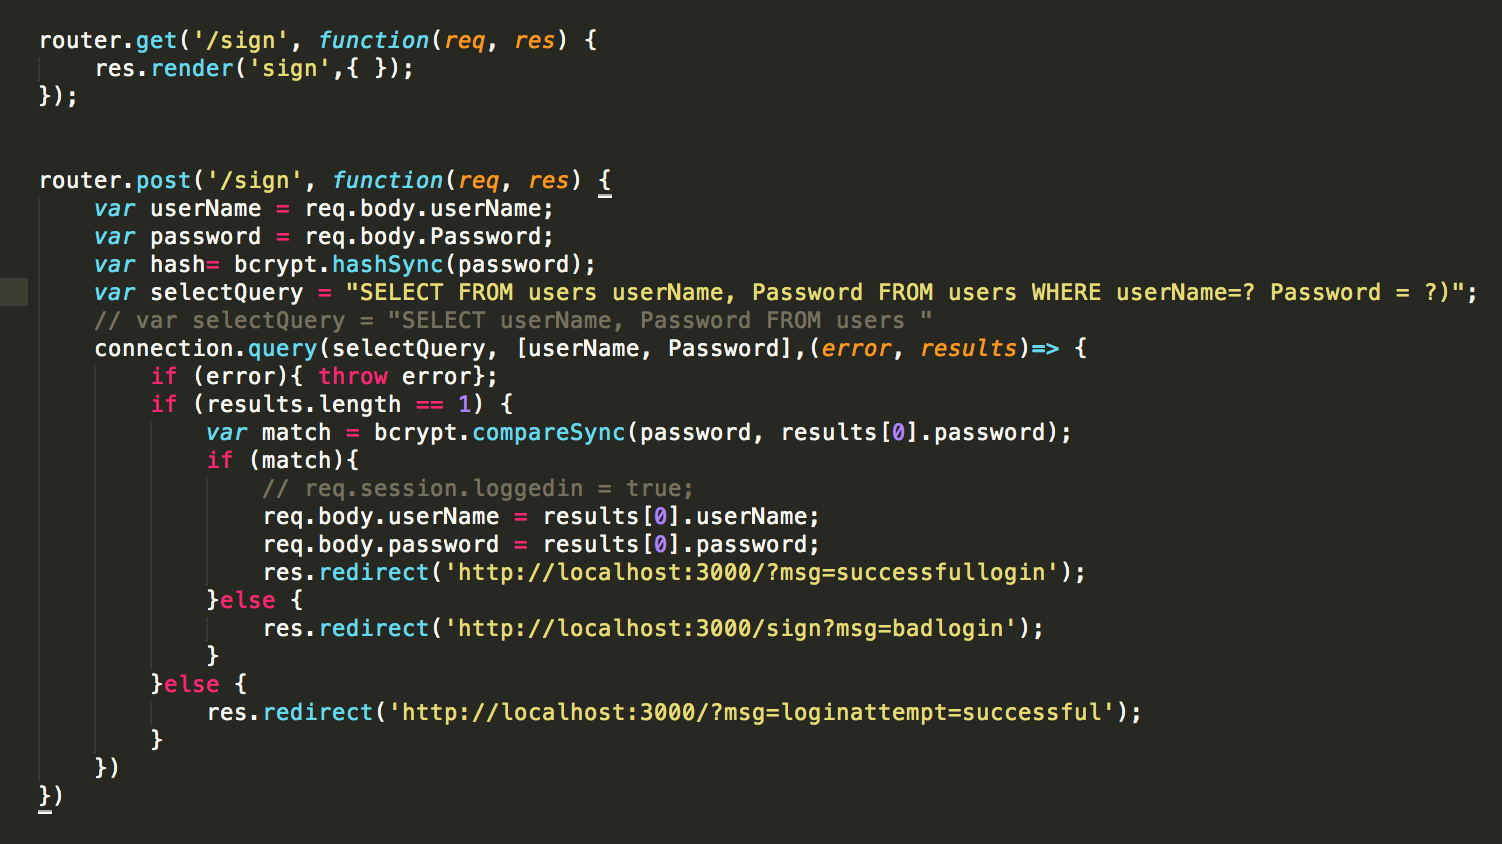 router.get('/sign', function(req, res) {
    res.render('sign',{ });
});
router.post('/sign', function(req, res) {
    var userName = req.body.userName;
    var password = req.body.Password;
    var hash= bcrypt.hashSync(password);
    var selectQuery = "SELECT FROM users userName, Password FROM users WHERE userName=? Password = ?)";
    // var selectQuery = "SELECT userName, Password FROM users "
    connection.query(selectQuery, [userName, Password],(error, results)=> {
        if (error){ throw error};
        if (results.length == 1) {
            var match = bcrypt.compareSync(password, results[0].password);
            if (match){
                // req.session.loggedin = true;
                req.body.userName = results[0].userName;
                req.body.password = results[0].password;
                res.redirect('http://localhost:3000/?msg=successfullogin');
            }else {
                res.redirect('http://localhost:3000/sign?msg=badlogin');
            }
        }else {
            res.redirect('http://localhost:3000/?msg=loginattempt=successful');
        }
    })
})